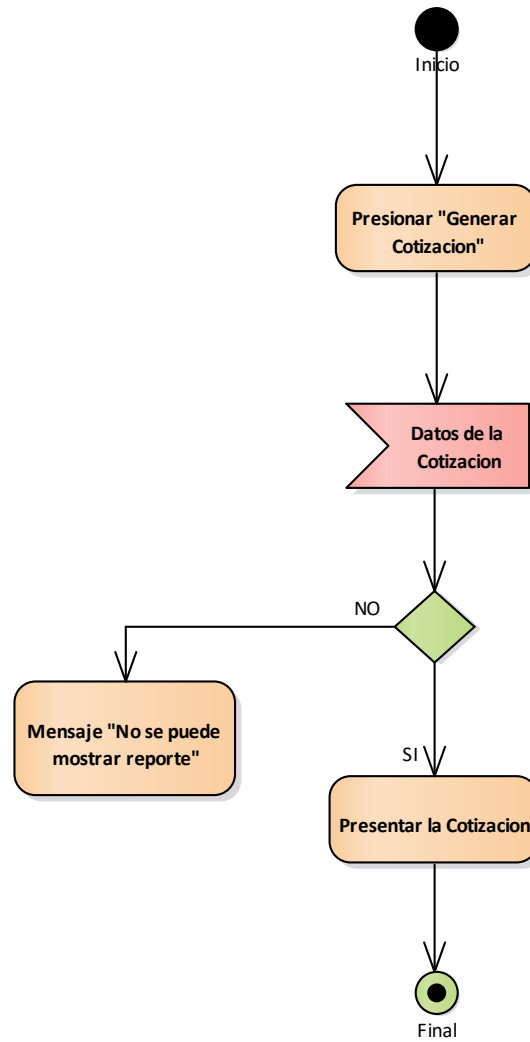 Inicio
Presionar "Generar
Cotizacion"
Datos de la
Cotizacion
NO
Mensaje "No se puede
mostrar reporte"
SI
Presentar la Cotizacion
Final